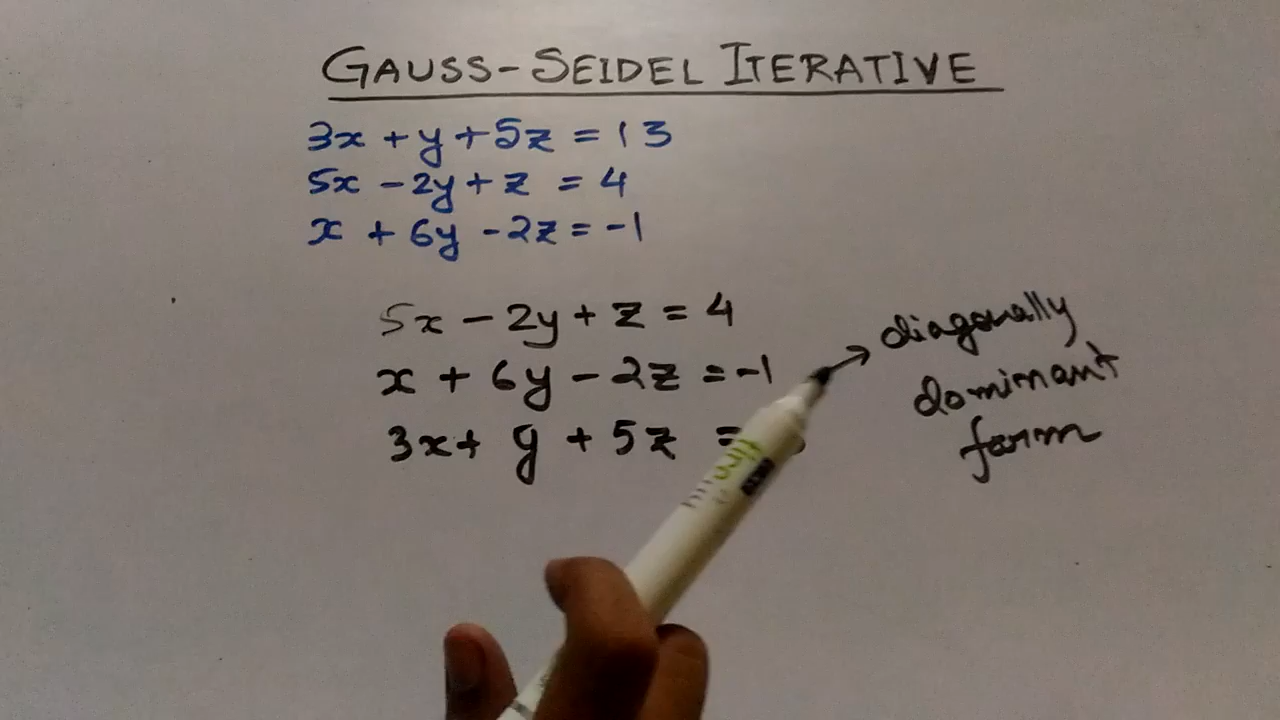 GAUSS-SEIDEL ITERATIVE
3x + y + 5z = 13
5x - 2y + z = 4
x + 6y - 2z = -1
5x - 2y + z = 4
x + 6y - 2z = -1
3x + y + 5z =
→ diagonally
dominant
form